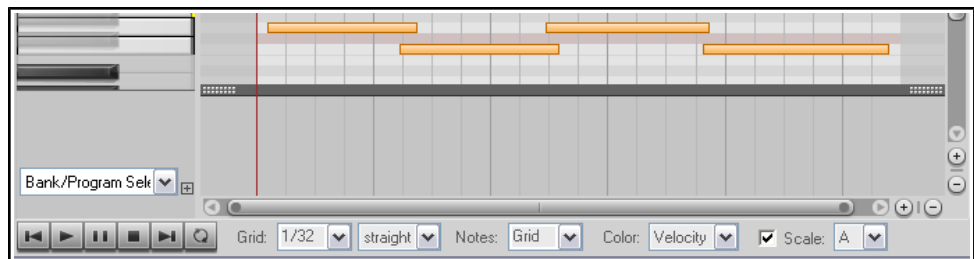 Bank/Program Sele
Grid: 1/32 straight Notes: Grid Color: Velocity Scale: A